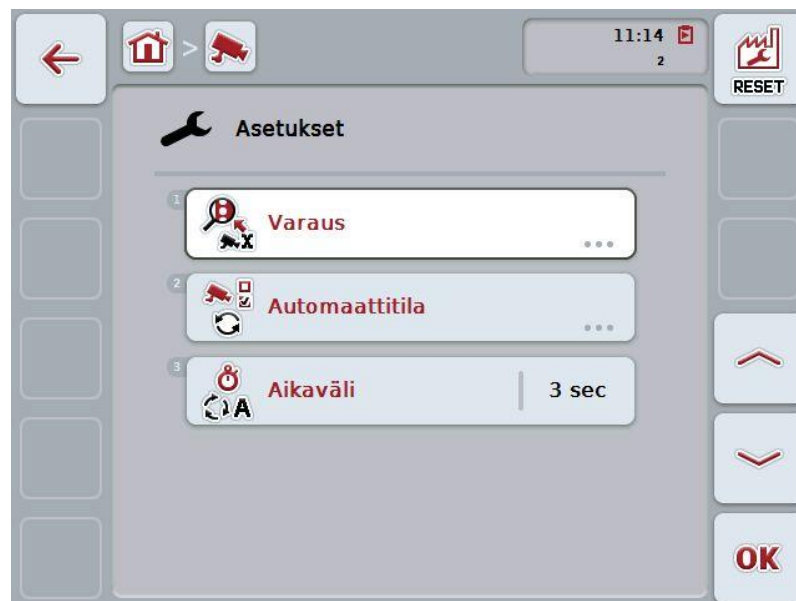 11:14
2
RESET
Asetukset
1
Varaus
X
2
Automaattitila
3
Aikaväli
3 sec
A
OK